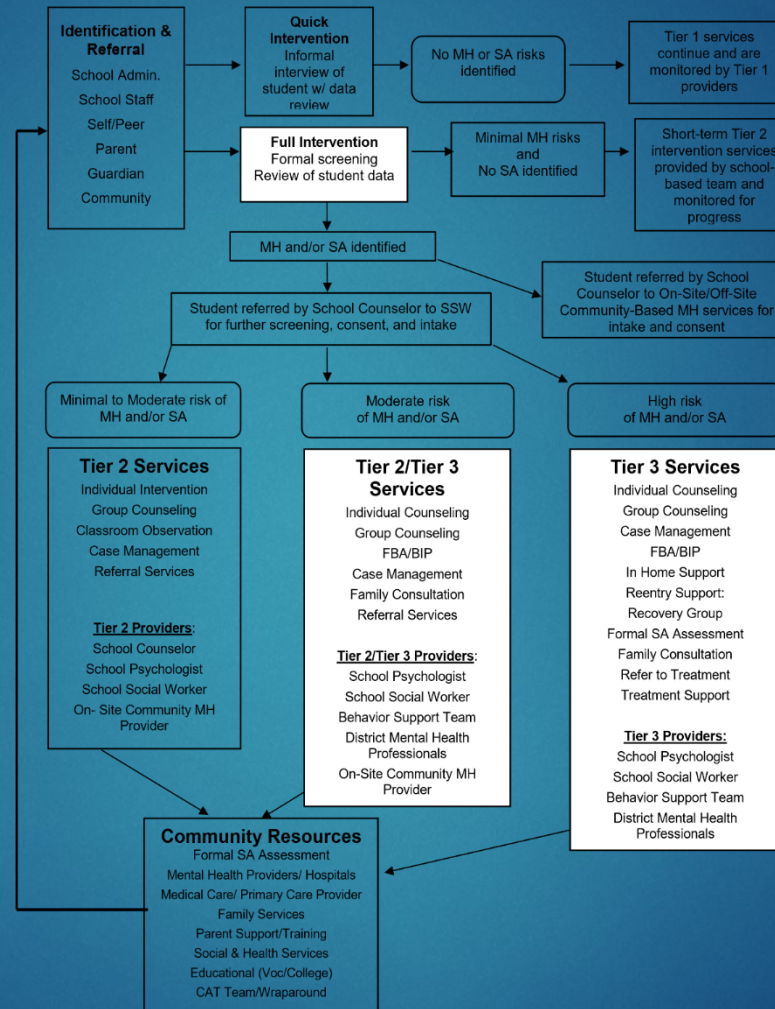 Identification &
Referral
School Admin.
School Staff
Self/Peer
Parent
Guardian
Community
Quick
Intervention
Informal
interview of
student w/ data
review
No MH or SA risks
identified
Tier 1 services
continue and are
monitored by Tier 1
providers
Full Intervention
Formal screening
Review of student data
Minimal MH risks
and
No SA identified
Short-term Tier 2
intervention services
provided by school-
based team and
monitored for
progress
MH and/or SA identified
Student referred by School
Counselor to On-Site/Off-Site
Community-Based MH services for
intake and consent
Student referred by School Counselor to SSW
for further screening, consent, and intake
Minimal to Moderate risk of
MH and/or SA
Moderate risk
of MH and/or SA
High risk
of MH and/or SA
Tier 2 Services
Individual Intervention
Group Counseling
Classroom Observation
Case Management
Referral Services
Tier 2 Providers:
School Counselor
School Psychologist
School Social Worker
On- Site Community MH
Provider
Tier 2/Tier 3
Services
Individual Counseling
Group Counseling
FBA/BIP
Case Management
Family Consultation
Referral Services
Tier 2/Tier 3 Providers:
School Psychologist
School Social Worker
Behavior Support Team
District Mental Health
Professionals
On-Site Community MH
Provider
Tier 3 Services
Individual Counseling
Group Counseling
Case Management
FBA/BIP
In Home Support
Reentry Support:
Recovery Group
Formal SA Assessment
Family Consultation
Refer to Treatment
Treatment Support
Tier 3 Providers:
School Psychologist
School Social Worker
Behavior Support Team
District Mental Health
Professionals
Community Resources
Formal SA Assessment
Mental Health Providers/ Hospitals
Medical Care/ Primary Care Provider
Family Services
Parent Support/Training
Social & Health Services
Educational (Voc/College)
CAT Team/Wraparound